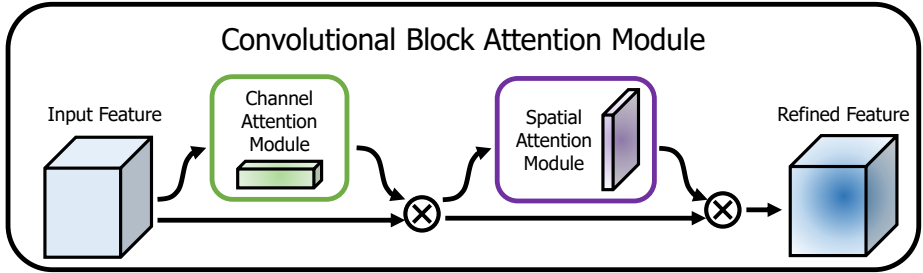 Convolutional Block Attention Module
Input Feature
Channel
Attention
Module
Spatial
Attention
Module
Refined Feature